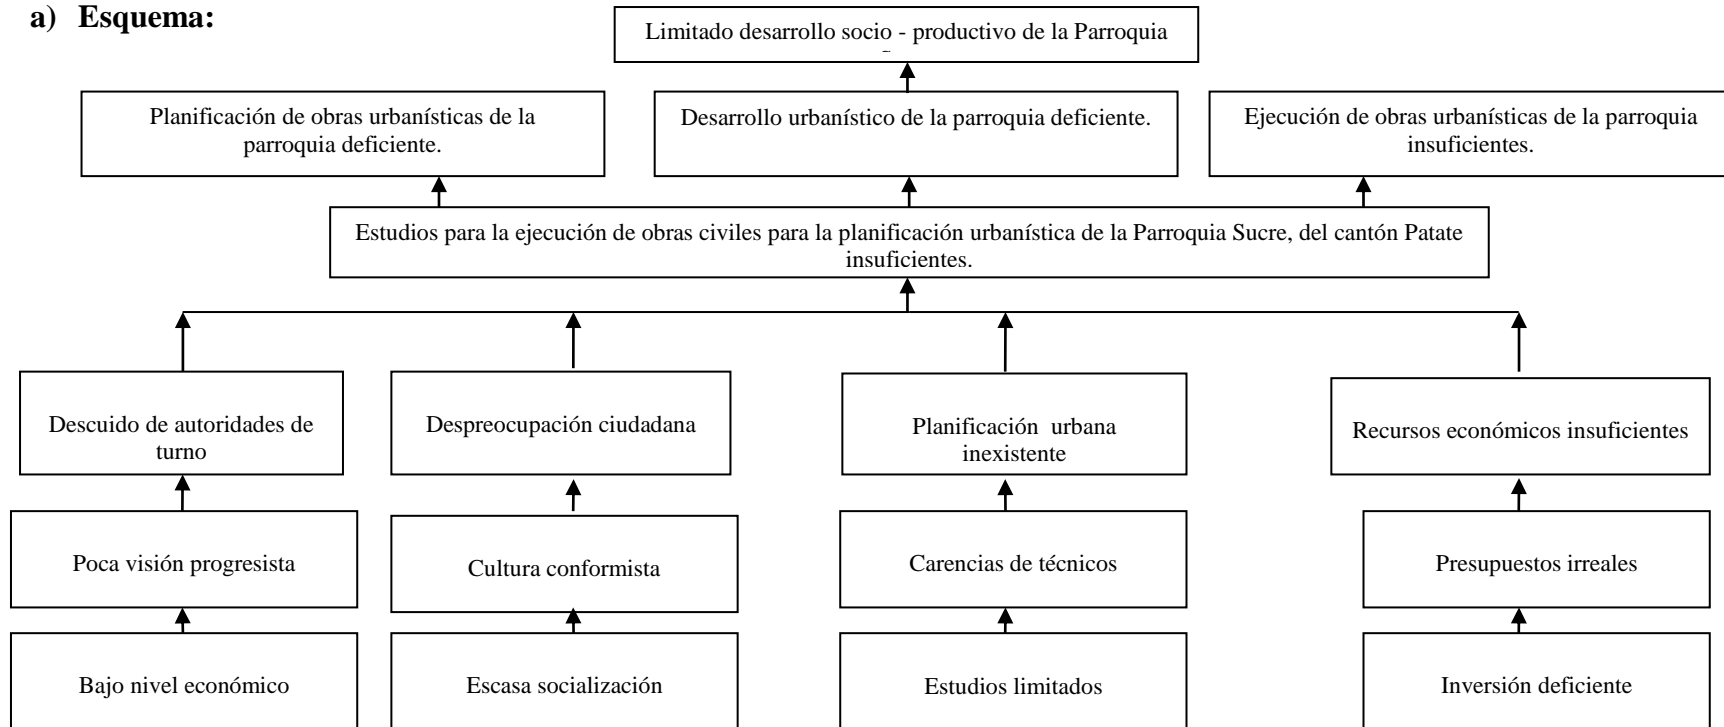 a) Esquema:
Limitado desarrollo socio - productivo de la Parroquia
Planificación de obras urbanísticas de la
parroquia deficiente.
Desarrollo urbanístico de la parroquia deficiente.
Ejecución de obras urbanísticas de la parroquia
insuficientes.
Estudios para la ejecución de obras civiles para la planificación urbanística de la Parroquia Sucre, del cantón Patate
insuficientes.
Descuido de autoridades de
turno
Despreocupación ciudadana
Planificación urbana
inexistente
Recursos económicos insuficientes
Poca visión progresista
Cultura conformista
Carencias de técnicos
Presupuestos irreales
Bajo nivel económico
Escasa socialización
Estudios limitados
Inversión deficiente